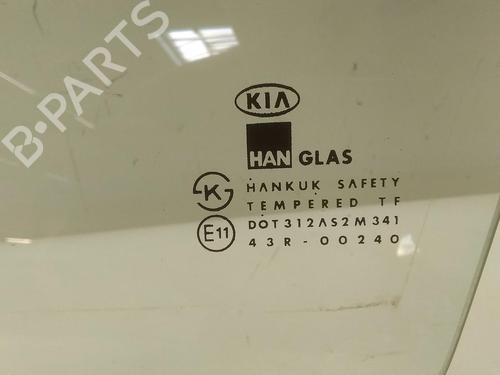 B-PARTS
KIA
HAN GLAS
K
HANKUK SAFETY
TEMPERED TF
E11
DOT312AS2M341
43R-00240